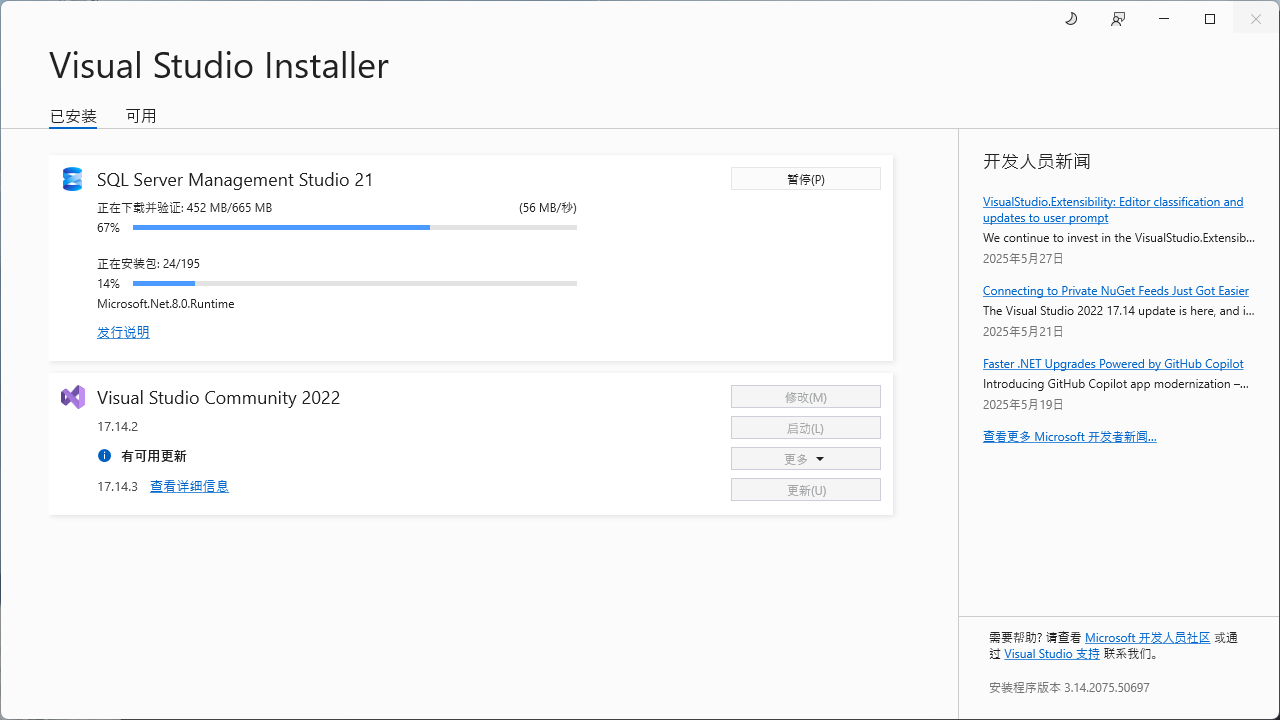 Visual Studio Installer
已安装 可用
SQL Server Management Studio 21
暂停(P)
正在下载并验证: 452 MB/665 MB (56 MB/秒)
67%
正在安装包: 24/195
14%
Microsoft.Net.8.0.Runtime
发行说明
Visual Studio Community 2022
修改(M)
17.14.2
启动(L)
有可用更新
更多
17.14.3 查看详细信息
更新(U)
开发人员新闻
VisualStudio.Extensibility: Editor classification and
updates to user prompt
We continue to invest in the VisualStudio.Extensib...
2025年5月27日
Connecting to Private NuGet Feeds Just Got Easier
The Visual Studio 2022 17.14 update is here, and i...
2025年5月21日
Faster .NET Upgrades Powered by GitHub Copilot
Introducing GitHub Copilot app modernization –...
2025年5月19日
查看更多 Microsoft 开发者新闻...
需要帮助? 请查看 Microsoft 开发人员社区 或通
过 Visual Studio 支持 联系我们。
安装程序版本 3.14.2075.50697